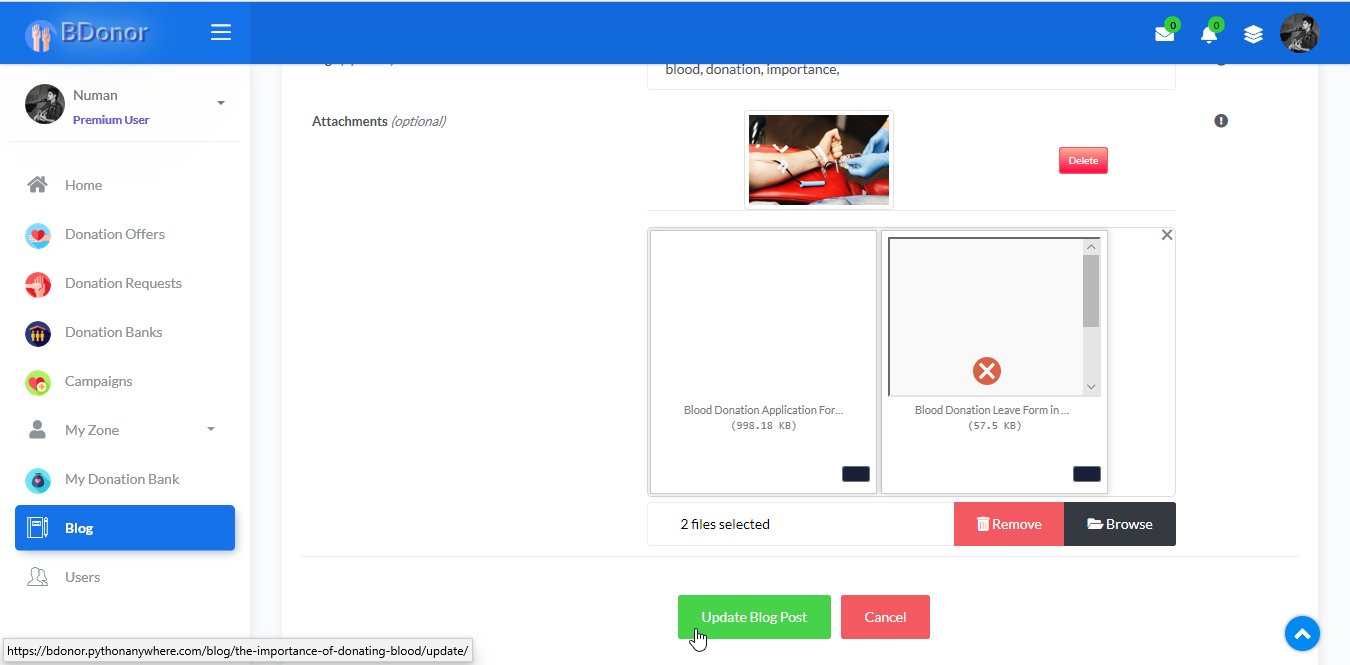 BDonor
0
0
Numan
Premium User
Home
Donation Offers
Donation Requests
Donation Banks
Campaigns
My Zone
My Donation Bank
Blog
Users
blood, donation, importance,
Attachments (optional)
Delete
Blood Donation Application For...
(998.18 KB)
Blood Donation Leave Form in ...
(57.5 KB)
2 files selected
Remove
Browse
Update Blog Post
Cancel
https://bdonor.pythonanywhere.com/blog/the-importance-of-donating-blood/update/